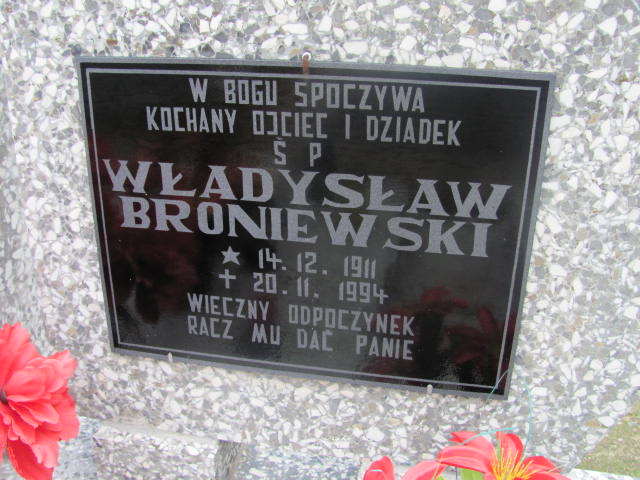 W BOGU SPOCZYWA
KOCHANY OJCIEC I DZIADEK
Ś P
WŁADYSŁAW
BRONIEWSKI
★ 14. 12. 1911
+ 20. 11. 1994
WIECZNY ODPOCZYNEK
RACZ MU DAĆ PANIE